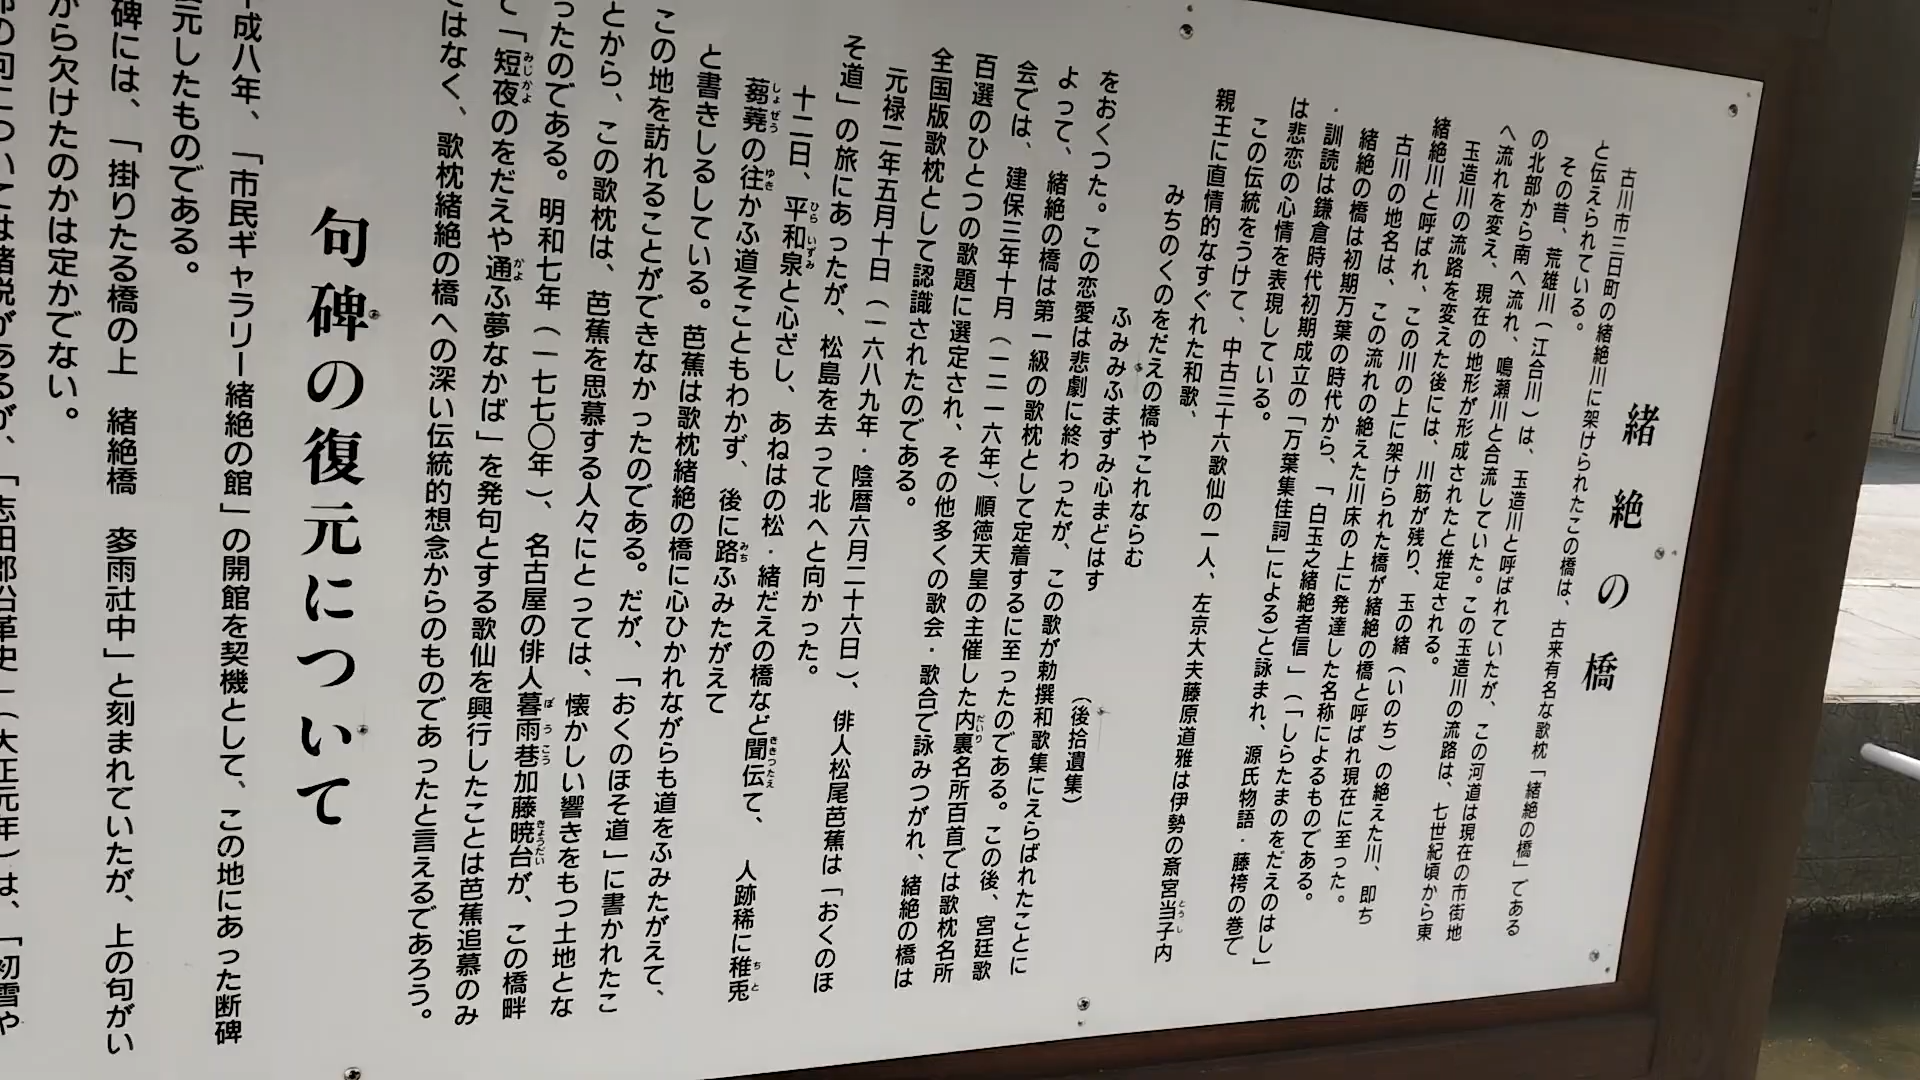 緒絶の橋
古川市三日町の緒絶川に架けられたこの橋は、古来有名な歌枕「緒絶の橋」である
と伝えられている。
その昔、荒雄川（江合川）は、玉造川と呼ばれていたが、この河道は現在の市街地
の北部から南へ流れ、鳴瀬川と合流していた。この玉造川の流路は、七世紀頃から東
へ流れを変え、現在の地形が形成されたと推定される。
玉造川の流路を変えた後には、川筋が残り、玉の緒（いのち）の絶えた川、即ち
緒絶川と呼ばれ、この川の上に架けられた橋が緒絶の橋と呼ばれ現在に至った。
古川の地名は、この流れの絶えた川床の上に発達した名称によるものである。
緒絶の橋は初期万葉の時代から、「白玉之緒絶者信」（「しらたまのをだえのはし」
・訓読は鎌倉時代初期成立の「万葉集佳詞」による）と詠まれ、源氏物語・藤袴の巻で
は悲恋の心情を表現している。
この伝統をうけて、中古三十六歌仙の一人、左京大夫藤原道雅は伊勢の斎宮当子内
親王に直情的なすぐれた和歌、
みちのくのをだえの橋やこれならむ
ふみみふまずみ心まどはす
（後拾遺集）
をおくつた。この恋愛は悲劇に終わったが、この歌が勅撰和歌集にえらばれたことに
よって、緒絶の橋は第一級の歌枕として定着するに至ったのである。この後、宮廷歌
会では、建保三年十月（一二一六年）、順徳天皇の主催した内裏名所百首では歌枕名所
百選のひとつの歌題に選定され、その他多くの歌会・歌合で詠みつがれ、緒絶の橋は
全国版歌枕として認識されたのである。
元禄二年五月十日（一六八九年・陰暦六月二十六日）、俳人松尾芭蕉は「おくのほ
そ道」の旅にあったが、松島を去って北へと向かった。
十二日、平和泉と心ざし、あねはの松・緒だえの橋など聞伝て、人跡稀に稚兎
蒭蕘の往かふ道そこともわかず、後に路ふみたがえて
と書きしるしている。芭蕉は歌枕緒絶の橋に心ひかれながらも道をふみたがえて、
この地を訪れることができなかったのである。だが、「おくのほそ道」に書かれたこ
とから、この歌枕は、芭蕉を思慕する人々にとっては、懐かしい響きをもつ土地とな
ったのである。明和七年（一七七〇年）、名古屋の俳人暮雨巷加藤暁台が、この橋畔
て「短夜のをだえや通ふ夢なかば」を発句とする歌仙を興行したことは芭蕉追慕のみ
ではなく、歌枕緒絶の橋への深い伝統的想念からのものであったと言えるであろう。
句碑の復元について
成八年、「市民ギャラリー緒絶の館」の開館を契機として、この地にあった断碑
元したものである。
碑には、「掛りたる橋の上　緒絶橋　麥雨社中」と刻まれていたが、上の句がい
から欠けたのかは定かでない。
の句については諸説があるが、「志田郡沿革史」（大正元年）は、「初雪や